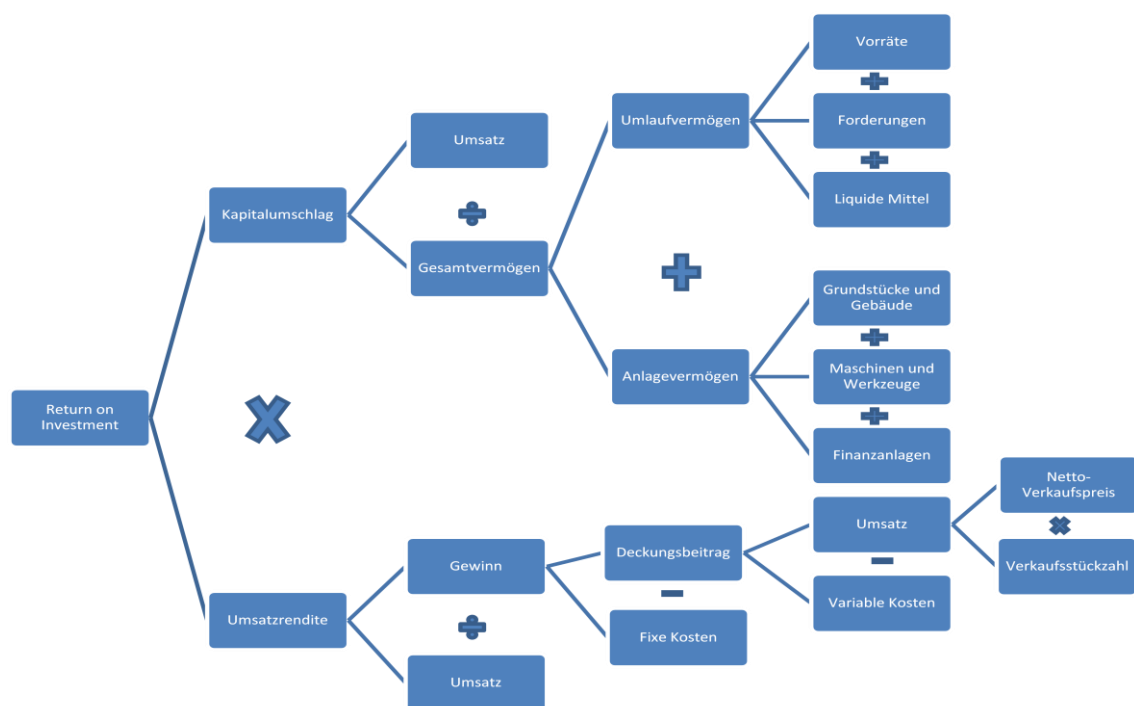 Vorräte
Umlaufvermögen
Forderungen
Umsatz
Liquide Mittel
Kapitalumschlag
Gesamtvermögen
Grundstücke und
Gebäude
Anlagevermögen
Maschinen und
Werkzeuge
Return on
Investment
Finanzanlagen
Netto-
Verkaufspreis
Umsatz
Gewinn
Deckungsbeitrag
Verkaufsstückzahl
Variable Kosten
Umsatzrendite
Fixe Kosten
Umsatz